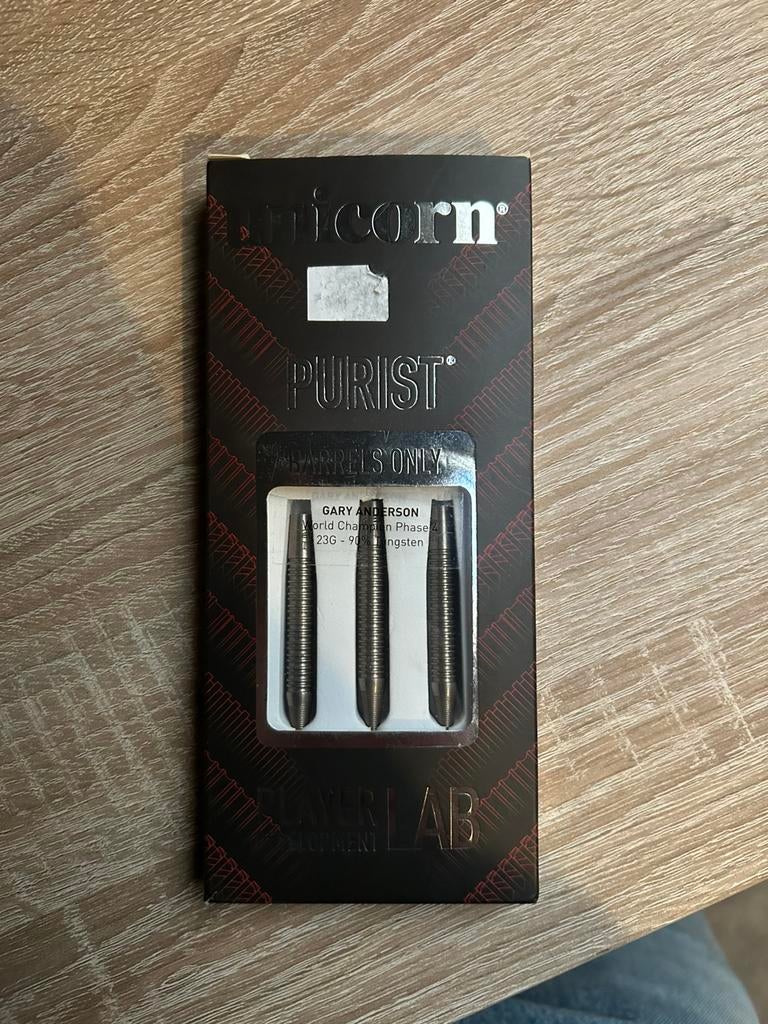 unicorn®
PURIST®
BARRELS ONLY
GARY ANDERSON
World Champion Phase 4
23G - 90% Tungsten
PLAYER
DEVELOPMENT
LAB